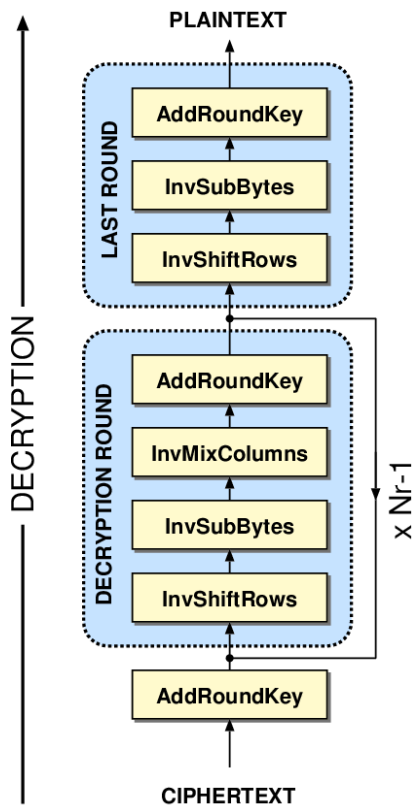 PLAINTEXT
AddRoundKey
InvSubBytes
InvShiftRows
LAST ROUND
AddRoundKey
InvMixColumns
InvSubBytes
InvShiftRows
DECRYPTION ROUND
x Nr-1
AddRoundKey
CIPHERTEXT
DECRYPTION